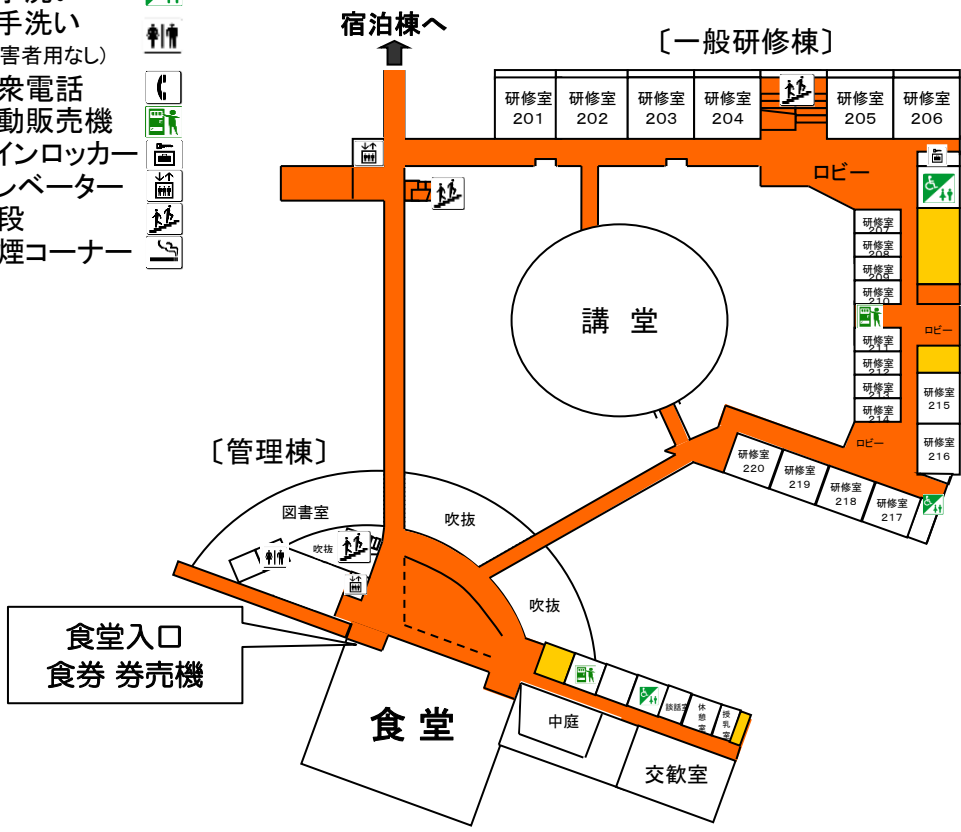 手洗い
手洗い
害者用なし）
衆電話
動販売機
インロッカー
レベーター
段
煙コーナー
宿泊棟へ
〔一般研修棟〕
研修室
201
研修室
202
研修室
203
研修室
204
研修室
205
研修室
206
ロビー
研修室
207
研修室
208
研修室
209
研修室
210
ロビー
研修室
211
研修室
212
研修室
213
研修室
214
研修室
215
研修室
216
ロビー
研修室
220
研修室
219
研修室
218
研修室
217
講 堂
〔管理棟〕
図書室
吹抜
吹抜
吹抜
食堂入口
食券 券売機
食 堂
中庭
談話室
休憩室
授乳室
交歓室